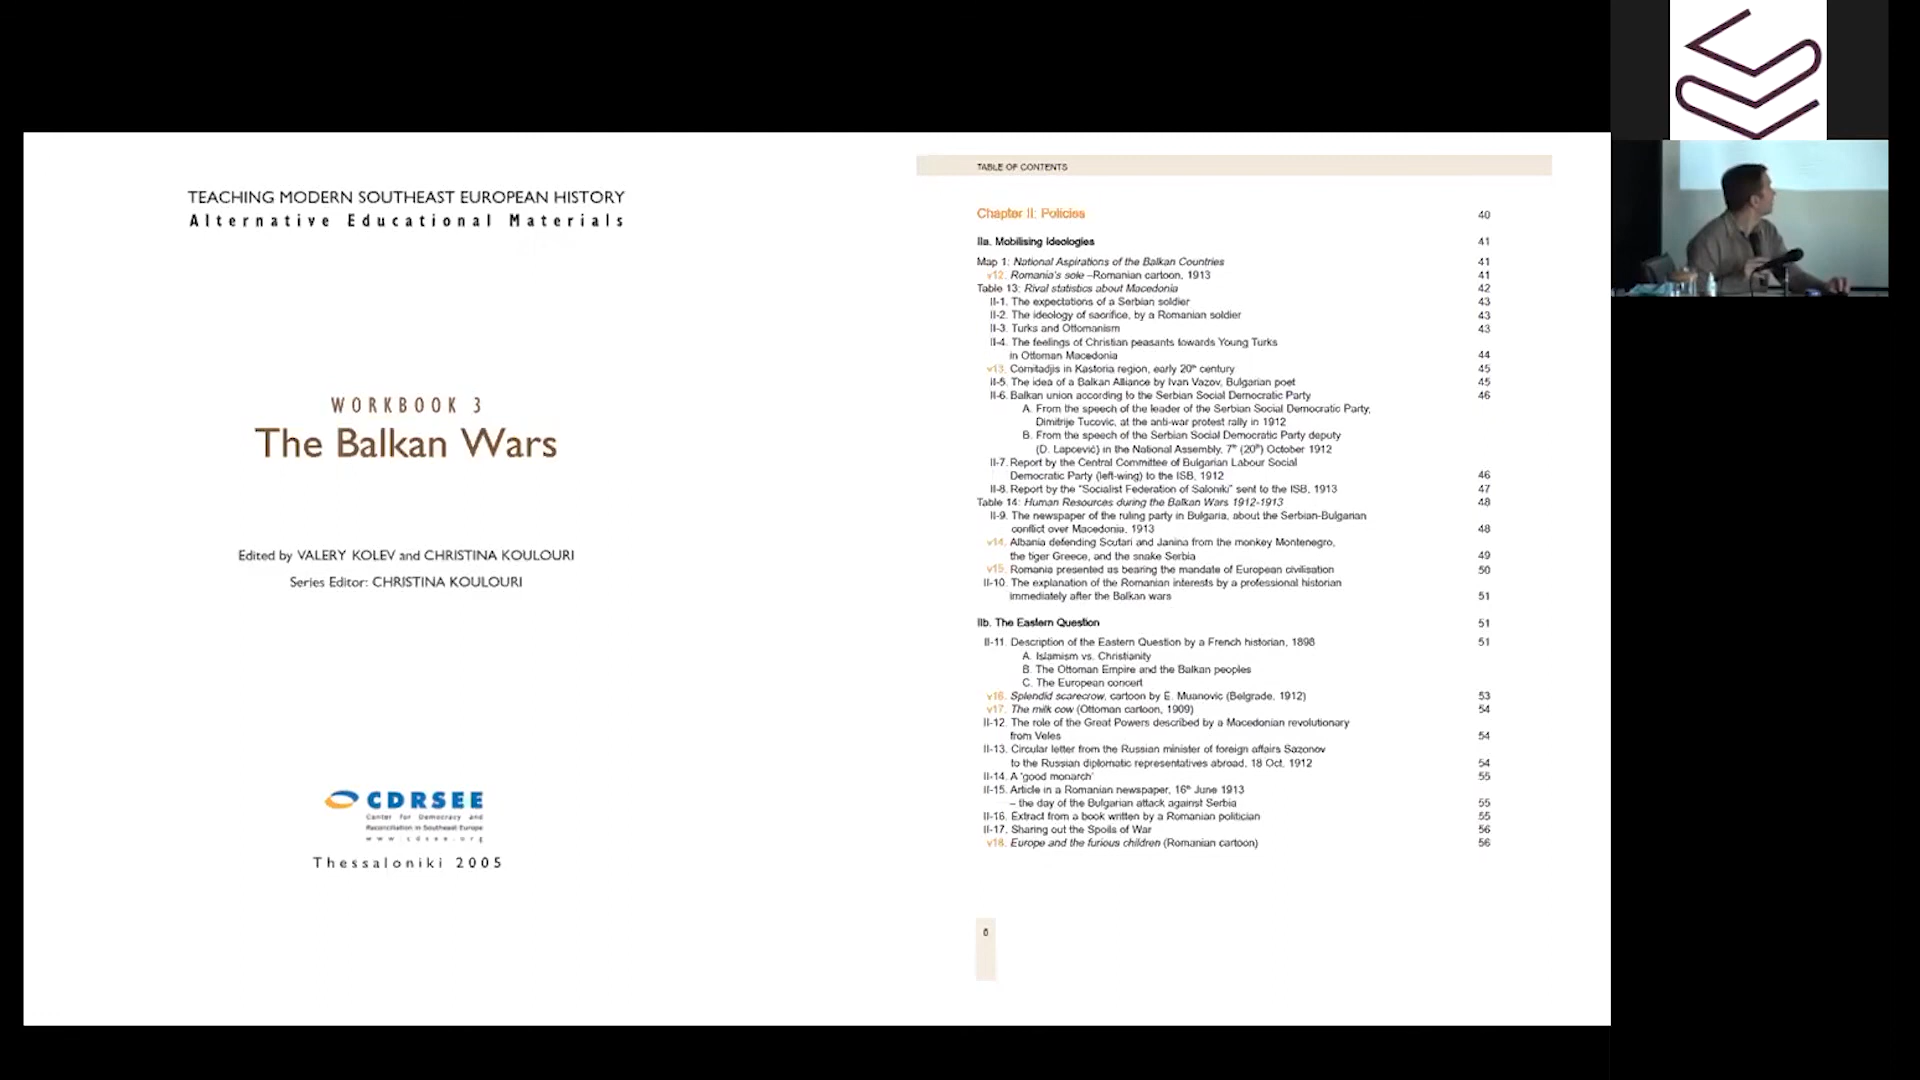 TEACHING MODERN SOUTHEAST EUROPEAN HISTORY
Alternative Educational Materials
WORKBOOK 3
The Balkan Wars
Edited by VALERY KOLEV and CHRISTINA KOULOURI
Series Editor: CHRISTINA KOULOURI
CDRSEE
Center for Democracy and
Reconciliation in Southeast Europe
Thessaloniki 2005
TABLE OF CONTENTS
Chapter II: Policies 40
IIa. Mobilising Ideologies 41
Map 1: National Aspirations of the Balkan Countries 41
v12. Romania's sole –Romanian cartoon, 1913 41
Table 13: Rival statistics about Macedonia 42
II-1. The expectations of a Serbian soldier 43
II-2. The ideology of sacrifice, by a Romanian soldier 43
II-3. Turks and Ottomanism 43
II-4. The feelings of Christian peasants towards Young Turks
in Ottoman Macedonia 44
v13. Comitadjis in Kastoria region, early 20th century 45
II-5. The idea of a Balkan Alliance by Ivan Vazov, Bulgarian poet 45
II-6. Balkan union according to the Serbian Social Democratic Party 46
A. From the speech of the leader of the Serbian Social Democratic Party,
Dimitrije Tucovic, at the anti-war protest rally in 1912
B. From the speech of the Serbian Social Democratic Party deputy
(D. Lapcević) in the National Assembly, 7th (20th) October 1912
II-7. Report by the Central Committee of Bulgarian Labour Social
Democratic Party (left-wing) to the ISB, 1912 46
II-8. Report by the "Socialist Federation of Saloniki" sent to the ISB, 1913 47
Table 14: Human Resources during the Balkan Wars 1912-1913 48
II-9. The newspaper of the ruling party in Bulgaria, about the Serbian-Bulgarian
conflict over Macedonia, 1913 48
v14. Albania defending Scutari and Janina from the monkey Montenegro,
the tiger Greece, and the snake Serbia 49
v15. Romania presented as bearing the mandate of European civilisation 50
II-10. The explanation of the Romanian interests by a professional historian
immediately after the Balkan wars 51
IIb. The Eastern Question 51
II-11. Description of the Eastern Question by a French historian, 1898 51
A. Islamism vs. Christianity
B. The Ottoman Empire and the Balkan peoples
C. The European concert
v16. Splendid scarecrow, cartoon by E. Muanovic (Belgrade, 1912) 53
v17. The milk cow (Ottoman cartoon, 1909) 54
II-12. The role of the Great Powers described by a Macedonian revolutionary
from Veles 54
II-13. Circular letter from the Russian minister of foreign affairs Sazonov
to the Russian diplomatic representatives abroad, 18 Oct. 1912 54
II-14. A 'good monarch' 55
II-15. Article in a Romanian newspaper, 16th June 1913
– the day of the Bulgarian attack against Serbia 55
II-16. Extract from a book written by a Romanian politician 55
II-17. Sharing out the Spoils of War 56
v18. Europe and the furious children (Romanian cartoon) 56